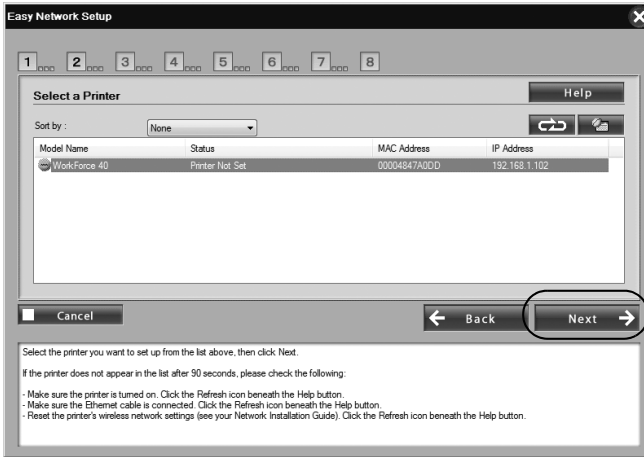 Easy Network Setup
1 2 3 4 5 6 7 8
Select a Printer
Help
Sort by :
None
Model Name Status MAC Address IP Address
WorkForce 40 Printer Not Set 00004847A0DD 192.168.1.102
Cancel
Back
Next
Select the printer you want to set up from the list above, then click Next.
If the printer does not appear in the list after 90 seconds, please check the following:
- Make sure the printer is turned on. Click the Refresh icon beneath the Help button.
- Make sure the Ethernet cable is connected. Click the Refresh icon beneath the Help button.
- Reset the printer's wireless network settings (see your Network Installation Guide). Click the Refresh icon beneath the Help button.